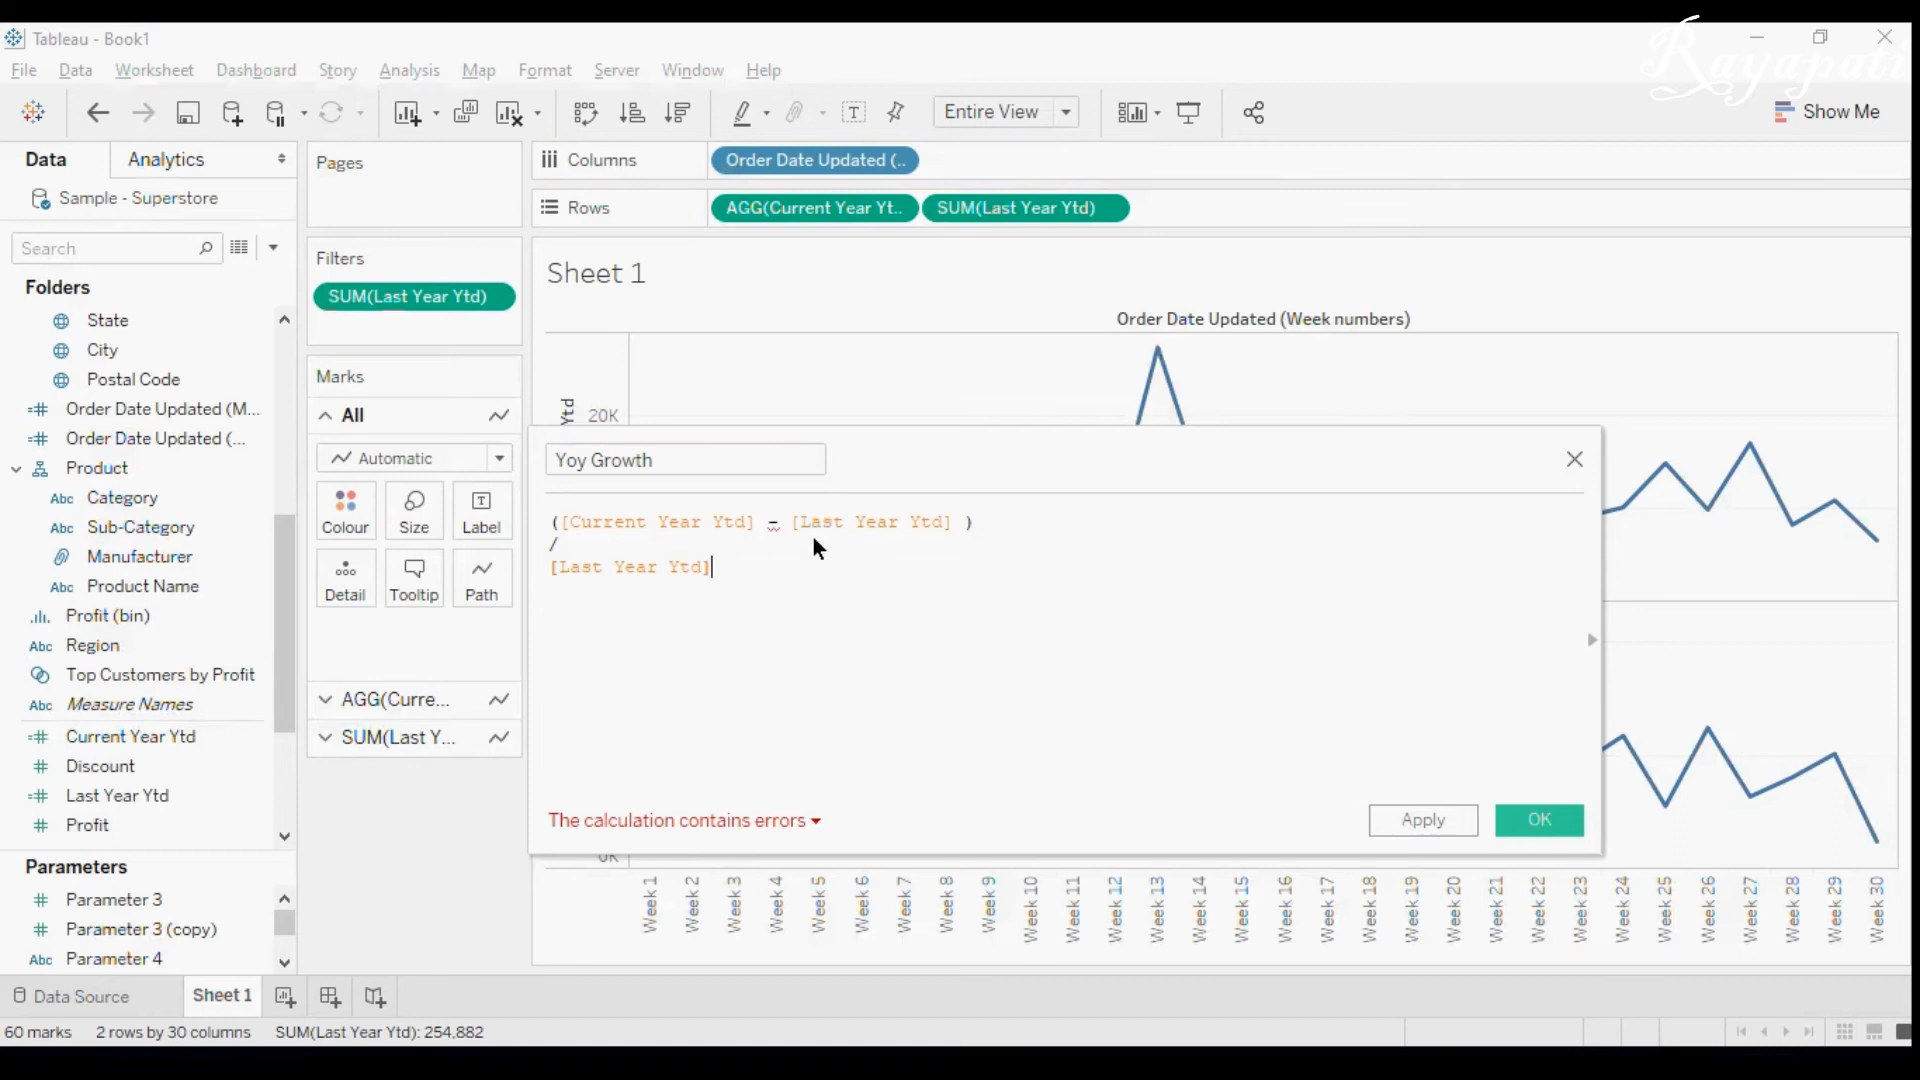 Rayapati
Tableau - Book1
File Data Worksheet Dashboard Story Analysis Map Format Server Window Help
Entire View
Show Me
Data Analytics
Sample - Superstore
Search
Folders
State
City
Postal Code
Order Date Updated (M...
Order Date Updated (...
Product
Abc Category
Abc Sub-Category
Manufacturer
Abc Product Name
Profit (bin)
Abc Region
Top Customers by Profit
Abc Measure Names
=# Current Year Ytd
# Discount
=# Last Year Ytd
# Profit
Parameters
# Parameter 3
# Parameter 3 (copy)
Abc Parameter 4
Pages
Filters
SUM(Last Year Ytd)
Marks
All
Automatic
Colour Size Label
Detail Tooltip Path
AGG(Curre...
SUM(Last Y...
Columns Order Date Updated (..
Rows AGG(Current Year Yt.. SUM(Last Year Ytd)
Sheet 1
Order Date Updated (Week numbers)
Ytd
20K
Yoy Growth
([Current Year Ytd] - [Last Year Ytd] )
/
[Last Year Ytd]
The calculation contains errors
Apply OK
0K
Week 1 Week 2 Week 3 Week 4 Week 5 Week 6 Week 7 Week 8 Week 9 Week 10 Week 11 Week 12 Week 13 Week 14 Week 15 Week 16 Week 17 Week 18 Week 19 Week 20 Week 21 Week 22 Week 23 Week 24 Week 25 Week 26 Week 27 Week 28 Week 29 Week 30
Data Source Sheet 1
60 marks 2 rows by 30 columns SUM(Last Year Ytd): 254,882